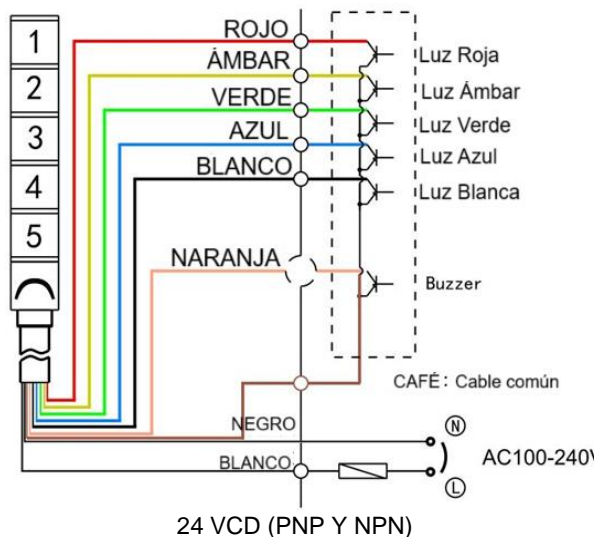 1
2
3
4
5
ROJO
ÁMBAR
VERDE
AZUL
BLANCO
NARANJA
Luz Roja
Luz Ámbar
Luz Verde
Luz Azul
Luz Blanca
Buzzer
CAFÉ: Cable común
NEGRO
N
BLANCO
L
AC100-240V
24 VCD (PNP Y NPN)